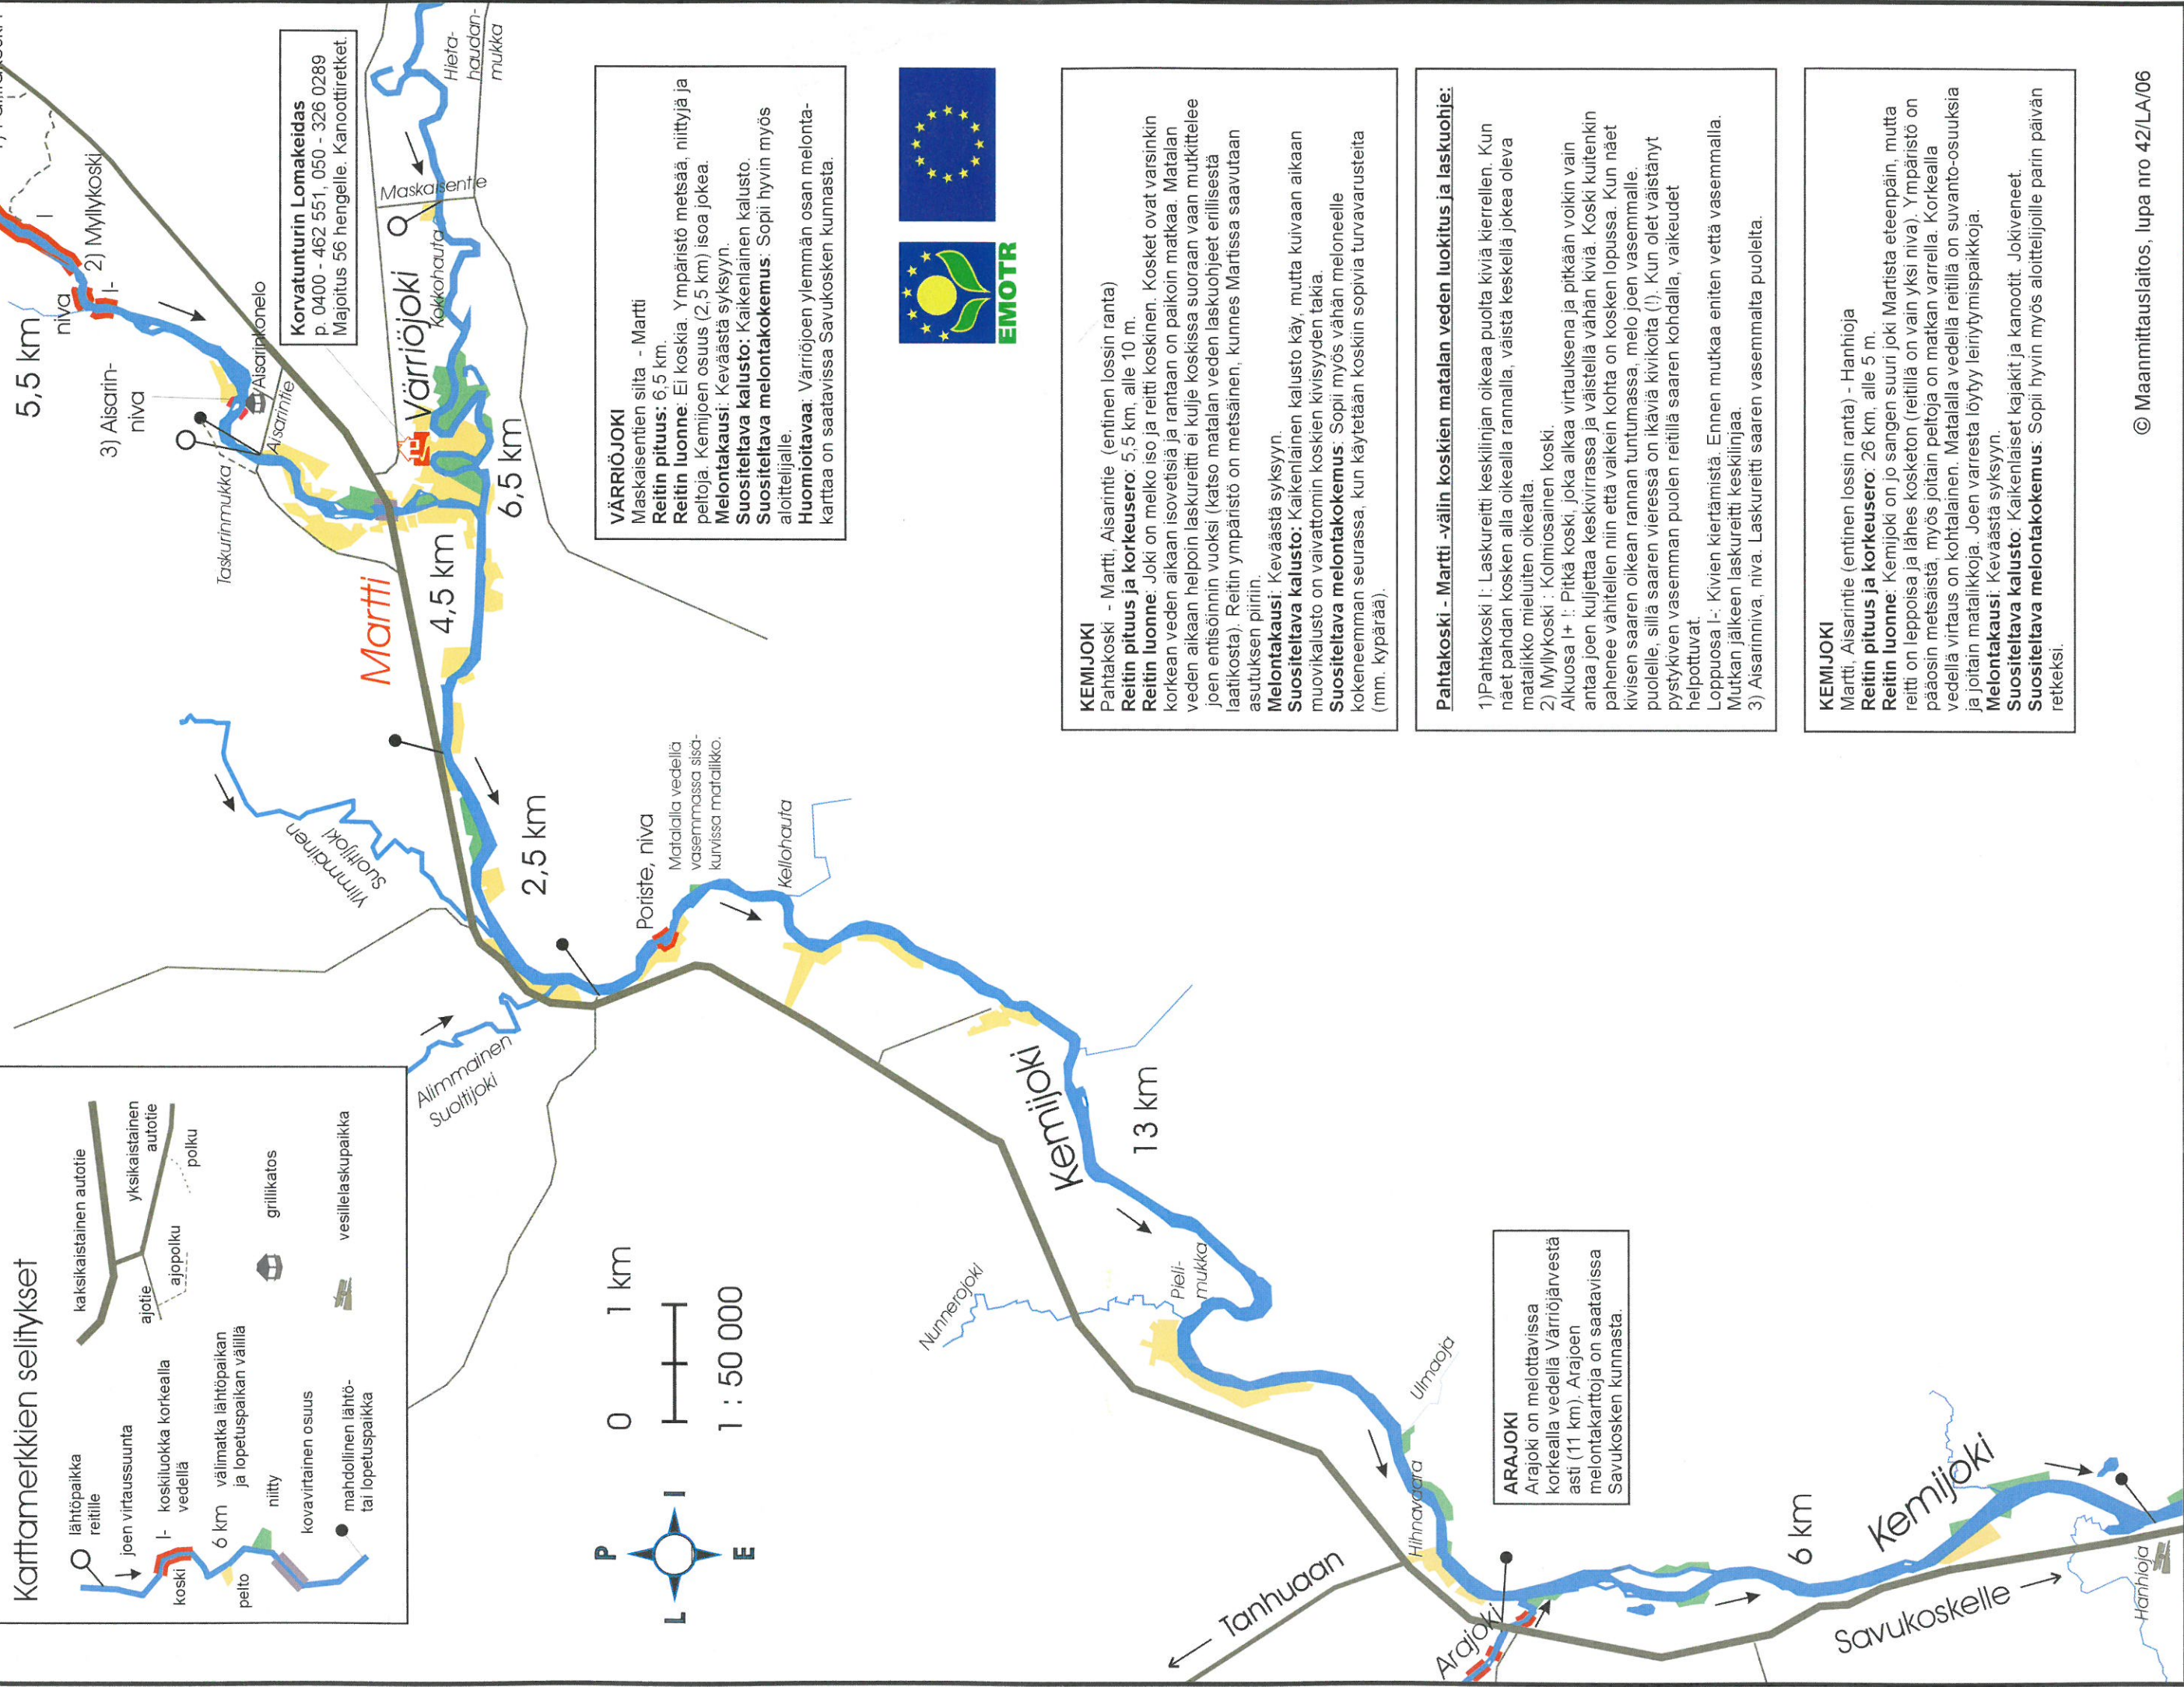 Karttamerkkien selitykset
lähtöpaikka
reitille
joen virtaussuunta
koski
I-
koskiluokka korkealla
vedellä
6 km
välimatka lähtöpaikan
ja lopetuspaikan välillä
pelto
niitty
kovavirtainen osuus
mahdollinen lähtö-
tai lopetuspaikka
kaksikaistainen autotie
yksikaistainen
autotie
ajotie
ajopolku
polku
grillikatos
vesillelaskupaikka
P
L
I
E
0
1 km
1 : 50 000
5,5 km
niva
I
I-
2) Myllykoski
3) Aisarin-
niva
Aisarinkonelo
Aisarintie
Taskurinmukka
Korvatunturin Lomakeidas
p. 0400 - 462 551, 050 - 326 0289
Majoitus 56 hengelle. Kanoottiretket.
Värriöjoki
Kokkohauta
Maskaisentie
Hieta-
haudan-
mukka
6,5 km
Martti
4,5 km
Ylimmäinen
Suoltijoki
2,5 km
Alimmainen
Suoltijoki
Poriste, niva
Matalalla vedellä
vasemmassa sisä-
kurvissa matalikko.
Kellohauta
Kemijoki
13 km
Nunnerojoki
Pieli-
mukka
Ulmaoja
Hihnavaara
Tanhuaan
Arajoki
6 km
Kemijoki
Savukoskelle
Hanhioja
VÄRRIÖJOKI
Maskaisentien silta - Martti
Reitin pituus: 6,5 km.
Reitin luonne: Ei koskia. Ympäristö metsää, niittyjä ja
peltoja. Kemijoen osuus (2,5 km) isoa jokea.
Melontakausi: Keväästä syksyyn.
Suositeltava kalusto: Kaikenlainen kalusto.
Suositeltava melontakokemus: Sopii hyvin myös
aloittelijalle.
Huomioitavaa: Värriöjoen ylemmän osan melonta-
karttaa on saatavissa Savukosken kunnasta.
EMOTR
KEMIJOKI
Pahtakoski - Martti, Aisarintie (entinen lossin ranta)
Reitin pituus ja korkeusero: 5,5 km, alle 10 m.
Reitin luonne: Joki on melko iso ja reitti koskinen. Kosket ovat varsinkin
korkean veden aikaan isovetisiä ja rantaan on paikoin matkaa. Matalan
veden aikaan helpoin laskureitti ei kulje koskissa suoraan vaan mutkittelee
joen entisöinnin vuoksi (katso matalan veden laskuohjeet erillisestä
laatikosta). Reitin ympäristö on metsäinen, kunnes Martissa saavutaan
asutuksen piiriin.
Melontakausi: Keväästä syksyyn.
Suositeltava kalusto: Kaikenlainen kalusto käy, mutta kuivaan aikaan
muovikalusto on vaivattomin koskien kivisyyden takia.
Suositeltava melontakokemus: Sopii myös vähän meloneelle
kokeneemman seurassa, kun käytetään koskiin sopivia turvavarusteita
(mm. kypärää).
Pahtakoski - Martti -välin koskien matalan veden luokitus ja laskuohje:
1)Pahtakoski I: Laskureitti keskilinjan oikeaa puolta kiviä kierrellen. Kun
näet pahdan kosken alla oikealla rannalla, väistä keskellä jokea oleva
matalikko mieluiten oikealta.
2) Myllykoski : Kolmiosainen koski.
Alkuosa I+ !: Pitkä koski, joka alkaa virtauksena ja pitkään voikin vain
antaa joen kuljettaa keskivirrassa ja väistellä vähän kiviä. Koski kuitenkin
pahenee vähitellen niin että vaikein kohta on kosken lopussa. Kun näet
kivisen saaren oikean rannan tuntumassa, melo joen vasemmalle.
puolelle, sillä saaren vieressä on ikäviä kivikoita (!). Kun olet väistänyt
pystykiven vasemman puolen reitillä saaren kohdalla, vaikeudet
helpottuvat.
Loppuosa I-: Kivien kiertämistä. Ennen mutkaa eniten vettä vasemmalla.
Mutkan jälkeen laskureitti keskilinjaa.
3) Aisarinniva, niva. Laskureitti saaren vasemmalta puolelta.
KEMIJOKI
Martti, Aisarintie (entinen lossin ranta) - Hanhioja
Reitin pituus ja korkeusero: 26 km, alle 5 m.
Reitin luonne: Kemijoki on jo sangen suuri joki Martista eteenpäin, mutta
reitti on leppoisa ja lähes kosketon (reitillä on vain yksi niva). Ympäristö on
pääosin metsäistä, myös joitain peltoja on matkan varrella. Korkealla
vedellä virtaus on kohtalainen. Matalalla vedellä reitillä on suvanto-osuuksia
ja joitain matalikkoja. Joen varresta löytyy leiriytymispaikkoja.
Melontakausi: Keväästä syksyyn.
Suositeltava kalusto: Kaikenlaiset kajakit ja kanootit. Jokiveneet.
Suositeltava melontakokemus: Sopii hyvin myös aloittelijoille parin päivän
retkeksi.
ARAJOKI
Arajoki on melottavissa
korkealla vedellä Värriöjärvestä
asti (11 km). Arajoen
melontakarttoja on saatavissa
Savukosken kunnasta.
© Maanmittauslaitos, lupa nro 42/LA/06